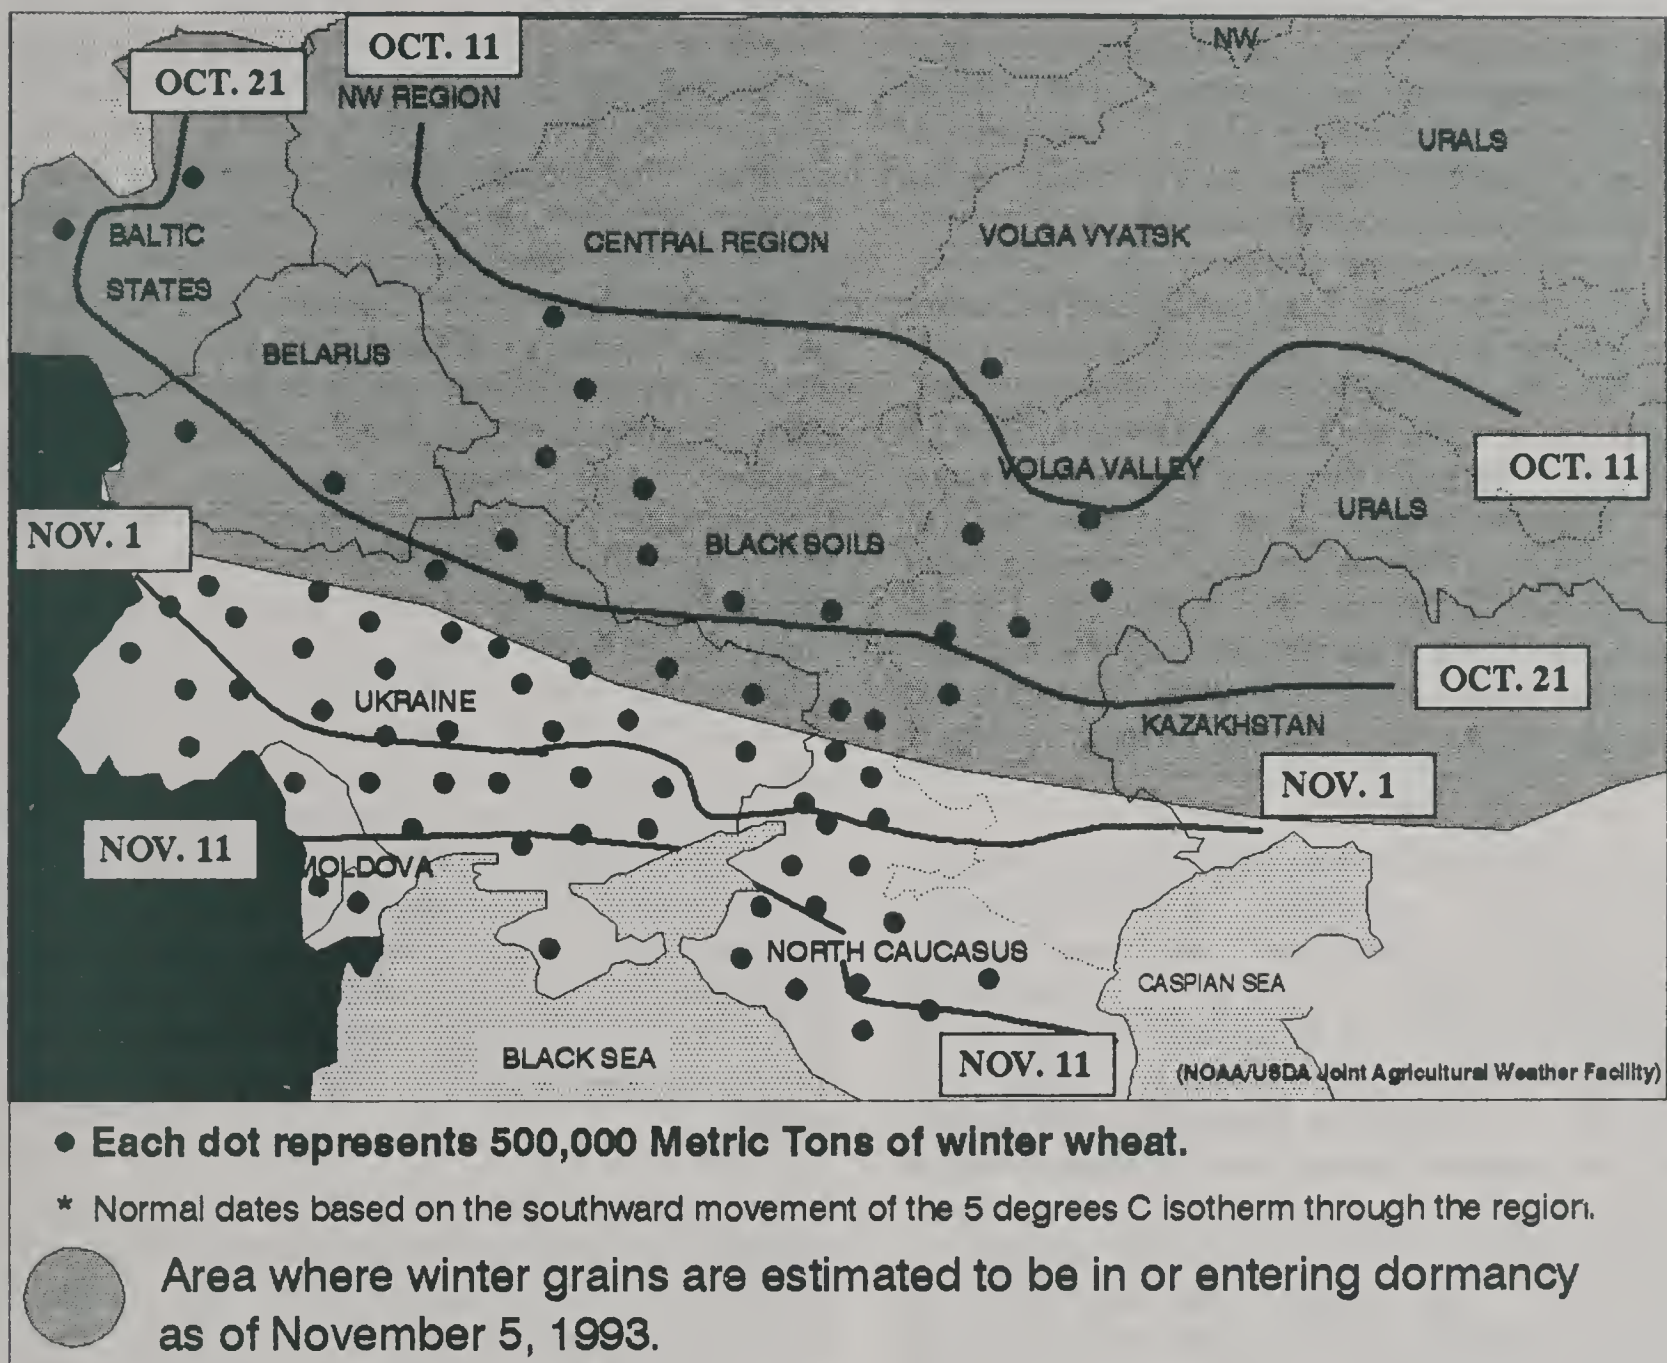 OCT. 11
OCT. 21
NW REGION
NW
URALS
BALTIC
STATES
CENTRAL REGION
VOLGA VYATSK
BELARUS
VOLGA VALLEY
OCT. 11
URALS
NOV. 1
BLACK SOILS
OCT. 21
UKRAINE
KAZAKHSTAN
NOV. 1
NOV. 11
MOLDOVA
NORTH CAUCASUS
CASPIAN SEA
BLACK SEA
NOV. 11
(NOAA/USDA Joint Agricultural Weather Facility)
• Each dot represents 500,000 Metric Tons of winter wheat.
* Normal dates based on the southward movement of the 5 degrees C isotherm through the region.
Area where winter grains are estimated to be in or entering dormancy
as of November 5, 1993.